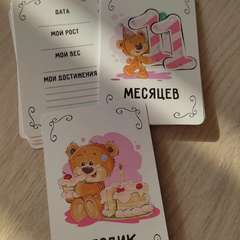 ДАТА
МОЙ РОСТ
МОЙ ВЕС
МОИ ДОСТИЖЕНИЯ
11
МЕСЯЦЕВ